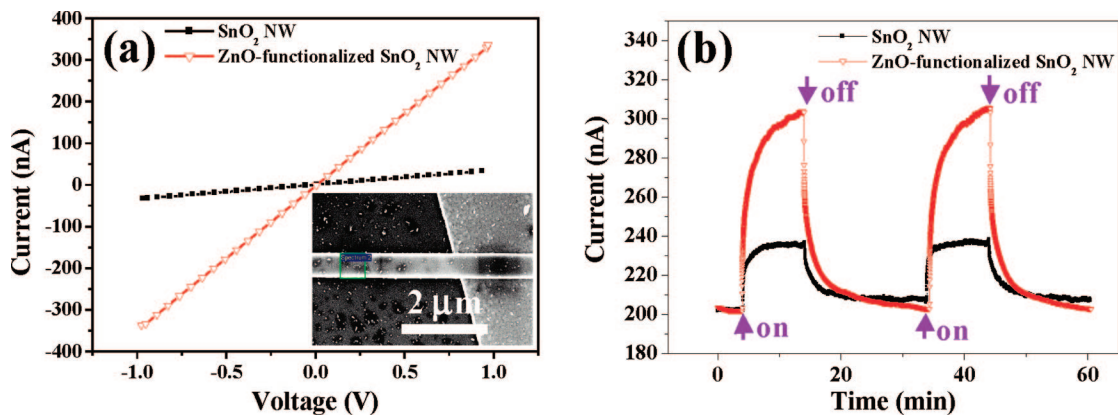 (a)
SnO₂ NW
ZnO-functionalized SnO₂ NW
400
300
200
100
0
-100
-200
-300
-400
Current (nA)
-1.0
-0.5
0.0
0.5
1.0
Voltage (V)
2 μm
(b)
SnO₂ NW
ZnO-functionalized SnO₂ NW
340
320
300
280
260
240
220
200
180
Current (nA)
off
off
on
on
0
20
40
60
Time (min)